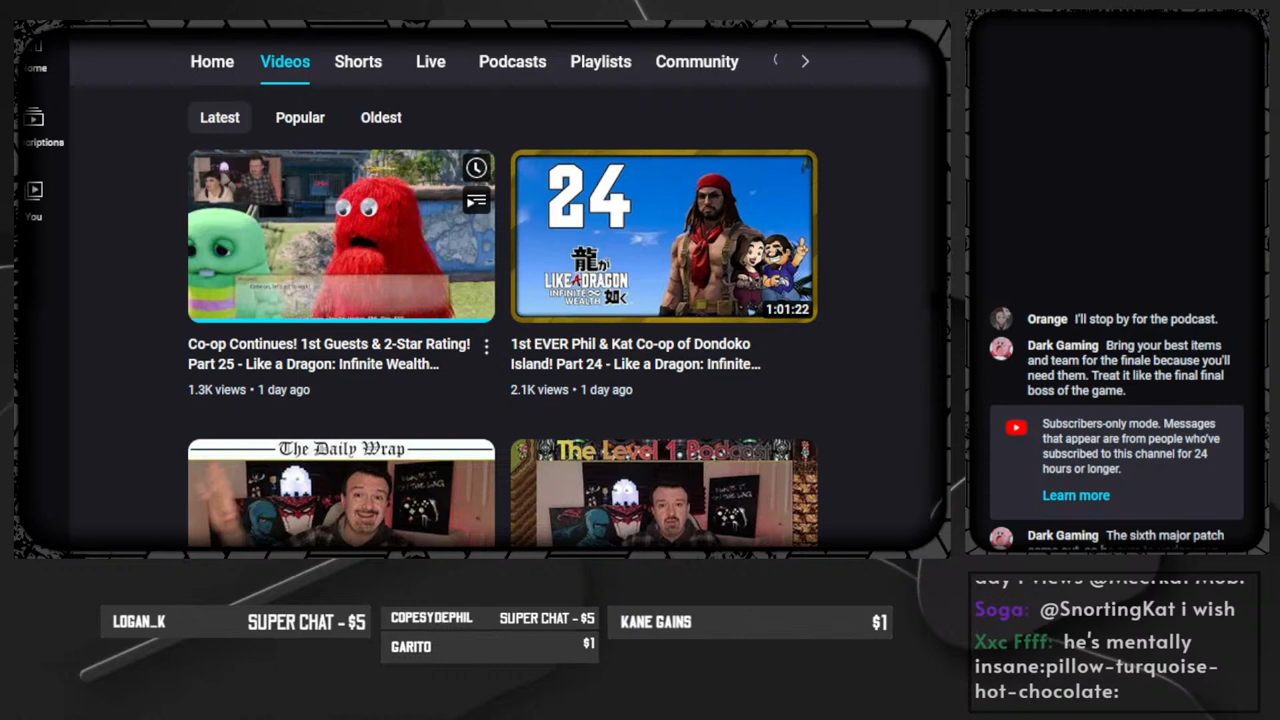 Home
Videos
Shorts
Live
Podcasts
Playlists
Community
ome
criptions
You
Latest
Popular
Oldest
24
龍が
LIKE A DRAGON
INFINITE WEALTH
如く
1:01:22
Co-op Continues! 1st Guests & 2-Star Rating!
Part 25 - Like a Dragon: Infinite Wealth...
1.3K views • 1 day ago
1st EVER Phil & Kat Co-op of Dondoko
Island! Part 24 - Like a Dragon: Infinite...
2.1K views • 1 day ago
The Daily Wrap
The Level 1 Podcast
Orange I'll stop by for the podcast.
Dark Gaming Bring your best items
and team for the finale because you'll
need them. Treat it like the final final
boss of the game.
Subscribers-only mode. Messages
that appear are from people who've
subscribed to this channel for 24
hours or longer.
Learn more
Dark Gaming The sixth major patch
LOGAN_K
SUPER CHAT - $5
COPESYDEPHIL
SUPER CHAT - $5
GARITO
$1
KANE GAINS
$1
Soga: @SnortingKat i wish
Xxc Ffff: he's mentally
insane:pillow-turquoise-
hot-chocolate: